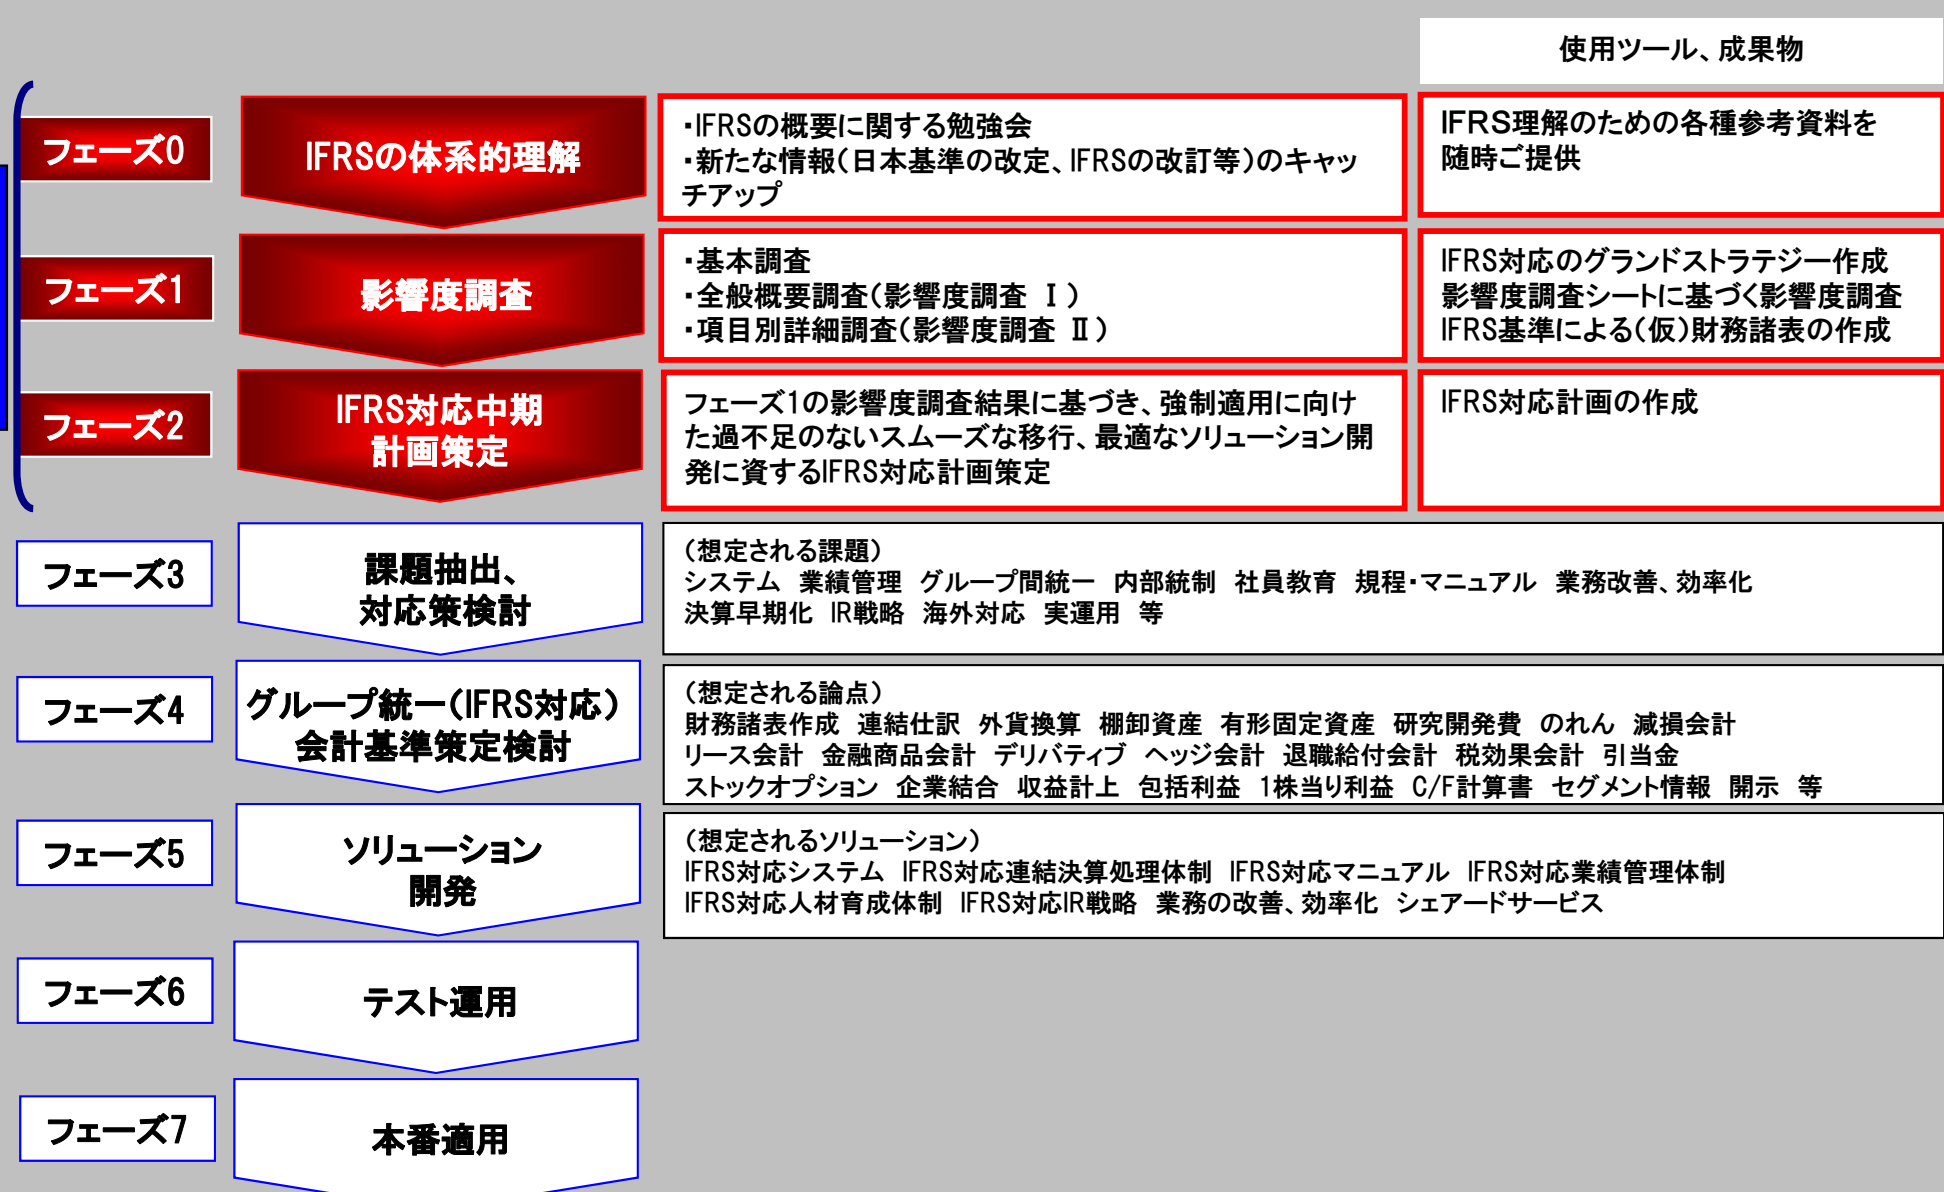 使用ツール、成果物
フェーズ0
IFRSの体系的理解
・IFRSの概要に関する勉強会
・新たな情報（日本基準の改定、IFRSの改訂等）のキャッ
チアップ
IFRS理解のための各種参考資料を
随時ご提供
フェーズ1
影響度調査
・基本調査
・全般概要調査（影響度調査 Ⅰ）
・項目別詳細調査（影響度調査 Ⅱ）
IFRS対応のグランドストラテジー作成
影響度調査シートに基づく影響度調査
IFRS基準による（仮）財務諸表の作成
フェーズ2
IFRS対応中期
計画策定
フェーズ1の影響度調査結果に基づき、強制適用に向け
た過不足のないスムーズな移行、最適なソリューション開
発に資するIFRS対応計画策定
IFRS対応計画の作成
フェーズ3
課題抽出、
対応策検討
（想定される課題）
システム 業績管理 グループ間統一 内部統制 社員教育 規程・マニュアル 業務改善、効率化
決算早期化 IR戦略 海外対応 実運用 等
フェーズ4
グループ統一（IFRS対応）
会計基準策定検討
（想定される論点）
財務諸表作成 連結仕訳 外貨換算 棚卸資産 有形固定資産 研究開発費 のれん 減損会計
リース会計 金融商品会計 デリバティブ ヘッジ会計 退職給付会計 税効果会計 引当金
ストックオプション 企業結合 収益計上 包括利益 1株当り利益 C/F計算書 セグメント情報 開示 等
フェーズ5
ソリューション
開発
（想定されるソリューション）
IFRS対応システム IFRS対応連結決算処理体制 IFRS対応マニュアル IFRS対応業績管理体制
IFRS対応人材育成体制 IFRS対応IR戦略 業務の改善、効率化 シェアードサービス
フェーズ6
テスト運用
フェーズ7
本番適用